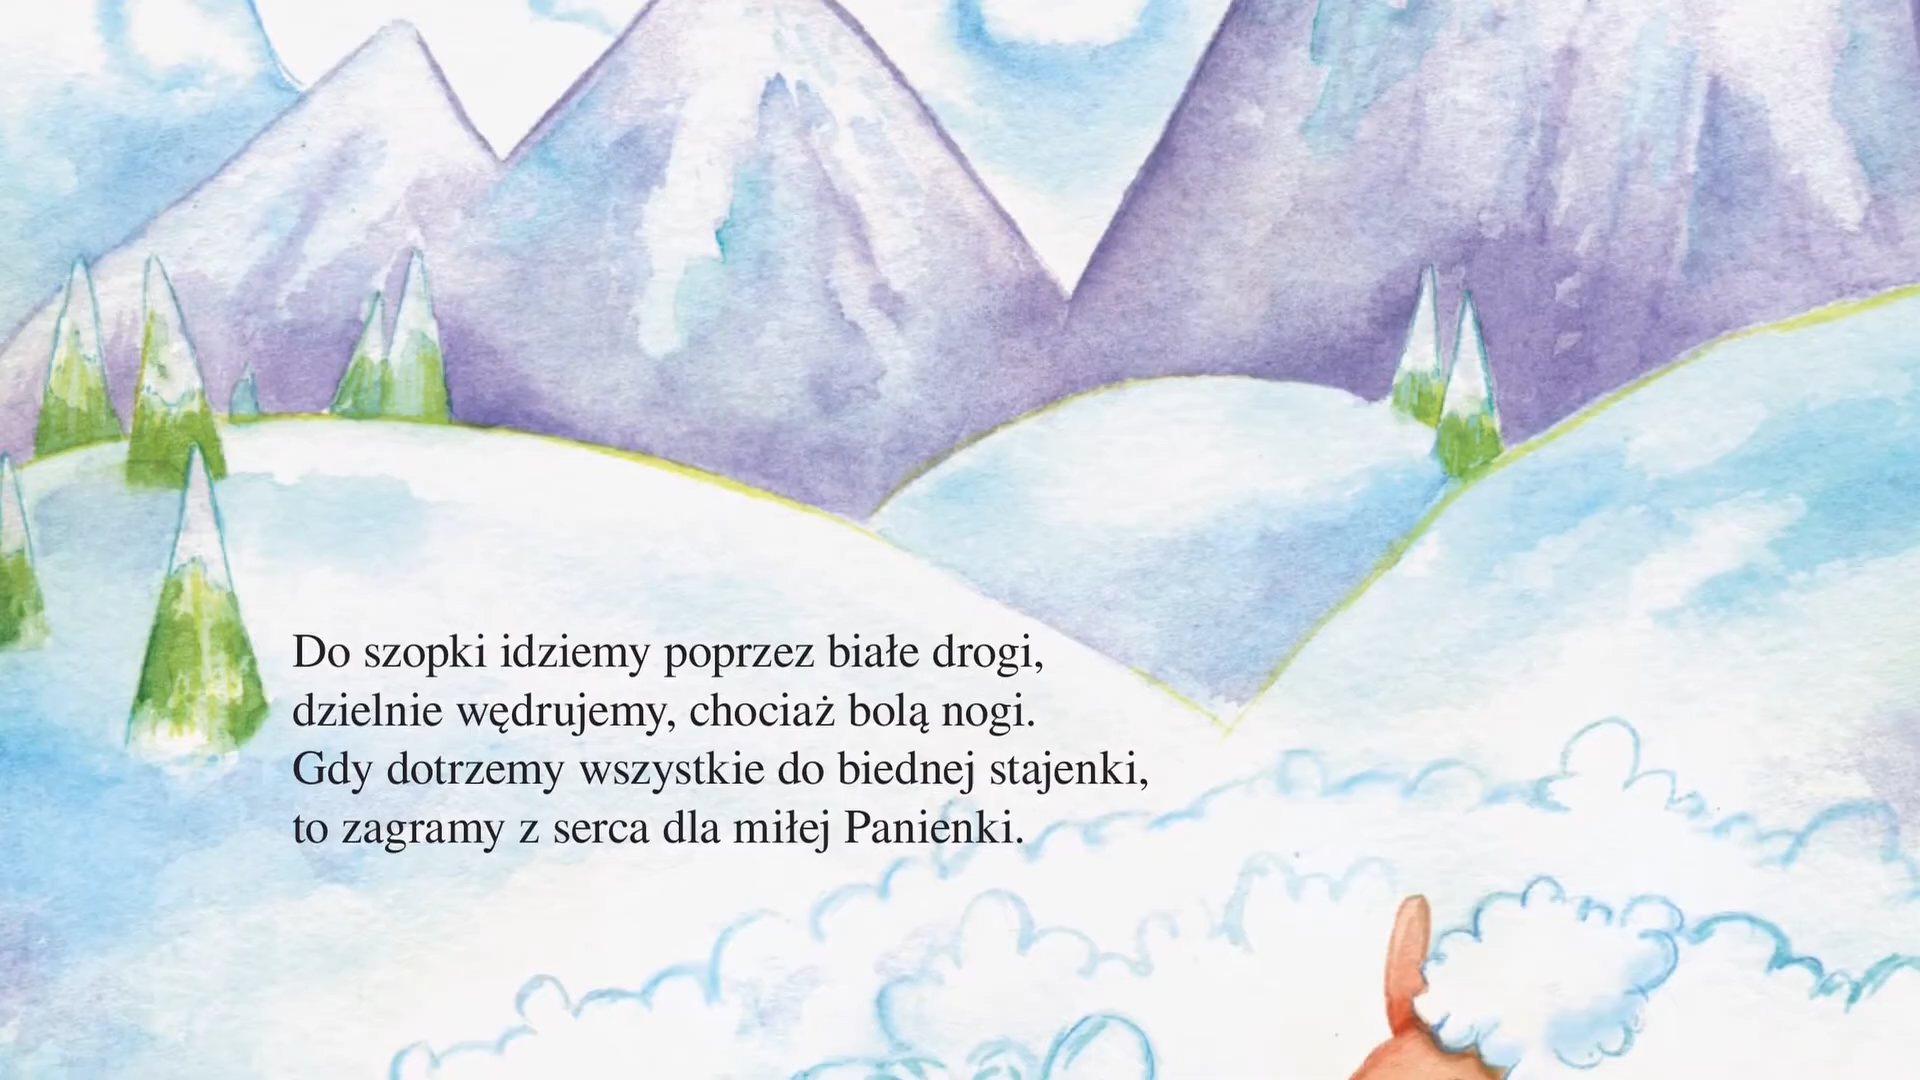 Do szopki idziemy poprzez białe drogi,
dzielnie wędrujemy, chociaż bolą nogi.
Gdy dotrzemy wszystkie do biednej stajenki,
to zagramy z serca dla miłej Panienki.